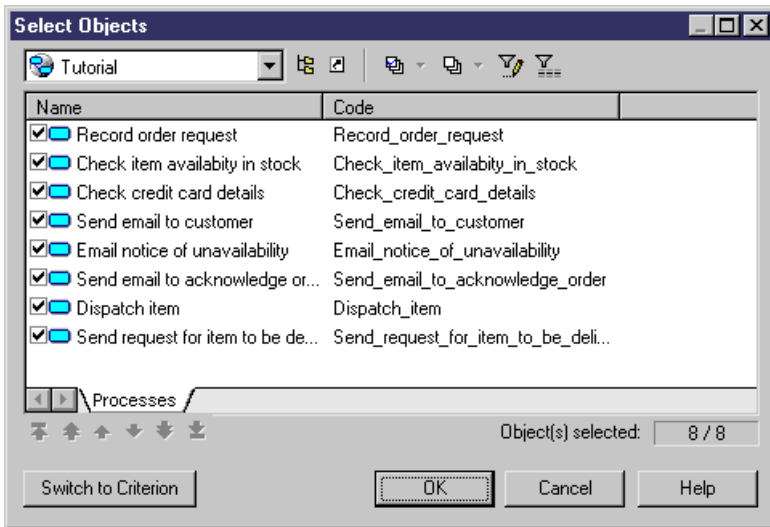 Select Objects
Tutorial
Name Code
Record order request Record_order_request
Check item availabity in stock Check_item_availabity_in_stock
Check credit card details Check_credit_card_details
Send email to customer Send_email_to_customer
Email notice of unavailability Email_notice_of_unavailability
Send email to acknowledge or... Send_email_to_acknowledge_order
Dispatch item Dispatch_item
Send request for item to be de... Send_request_for_item_to_be_deli...
Processes
Object(s) selected: 8 / 8
Switch to Criterion OK Cancel Help